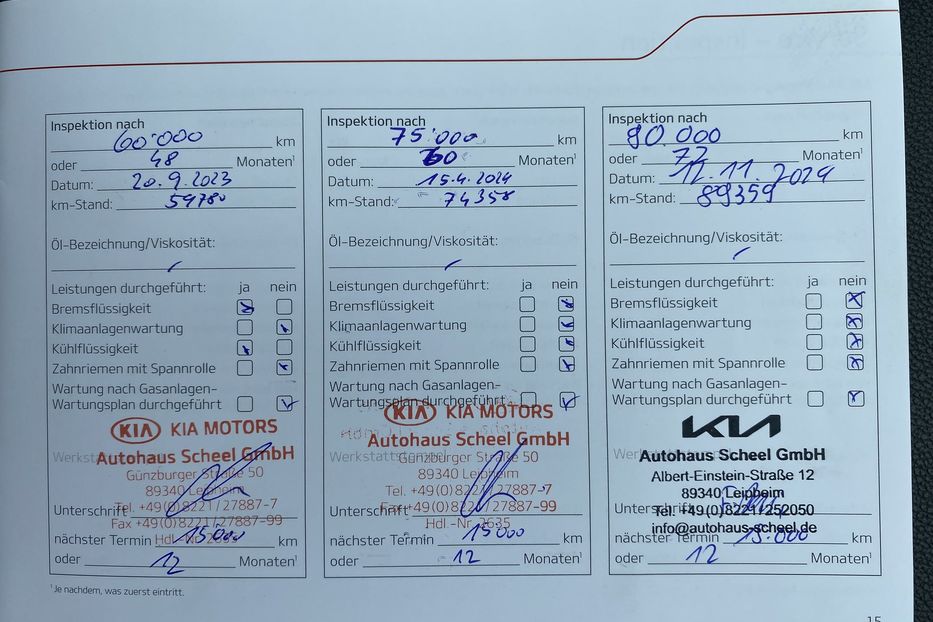 Inspektion nach
60.000 km
oder 48 Monaten¹
Datum: 20.9.2023
km-Stand: 59780
Öl-Bezeichnung/Viskosität:
Leistungen durchgeführt: ja nein
Bremsflüssigkeit
Klimaanlagenwartung
Kühlflüssigkeit
Zahnriemen mit Spannrolle
Wartung nach Gasanlagen-
Wartungsplan durchgeführt
KIA KIA MOTORS
Autohaus Scheel GmbH
Günzburger Straße 50
89340 Leipheim
Tel. +49(0)8221/27887-7
Unterschrift
Fax +49(0)8221/27887-99
nächster Termin 15000 km
oder 12 Monaten¹
¹Je nachdem, was zuerst eintritt.
Inspektion nach
75.000 km
oder 60 Monaten¹
Datum: 15.4.2024
km-Stand: 74358
Öl-Bezeichnung/Viskosität:
Leistungen durchgeführt: ja nein
Bremsflüssigkeit
Klimaanlagenwartung
Kühlflüssigkeit
Zahnriemen mit Spannrolle
Wartung nach Gasanlagen-
Wartungsplan durchgeführt
KIA KIA MOTORS
Autohaus Scheel GmbH
Günzburger Straße 50
89340 Leipheim
Tel. +49(0)8221/27887-7
Unterschrift
Fax +49(0)8221/27887-99
Hdl-Nr. 2635
nächster Termin 15000 km
oder 12 Monaten¹
Inspektion nach
90.000 km
oder 72 Monaten¹
Datum: 12.11.2024
km-Stand: 89359
Öl-Bezeichnung/Viskosität:
Leistungen durchgeführt: ja nein
Bremsflüssigkeit
Klimaanlagenwartung
Kühlflüssigkeit
Zahnriemen mit Spannrolle
Wartung nach Gasanlagen-
Wartungsplan durchgeführt
KIA
Autohaus Scheel GmbH
Albert-Einstein-Straße 12
89340 Leipheim
Unterschrift
Tel. +49(0)8221/252050
info@autohaus-scheel.de
nächster Termin 15.000 km
oder 12 Monaten¹
15